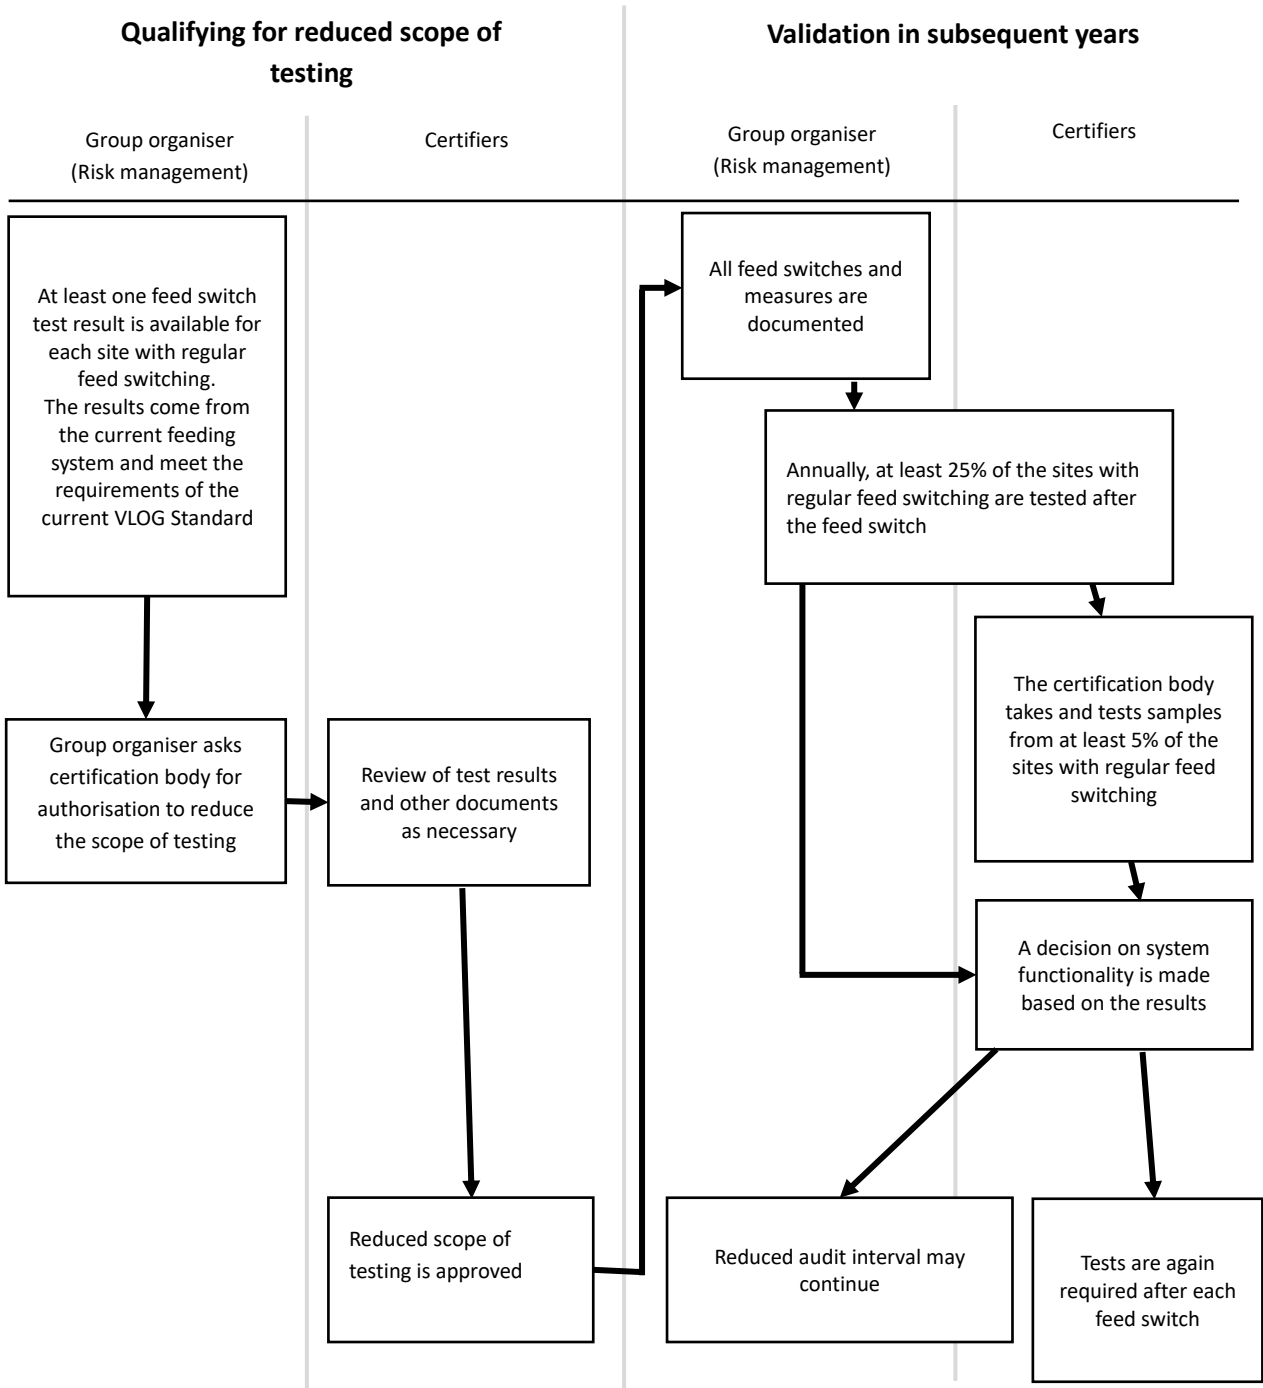 Qualifying for reduced scope of
testing
Validation in subsequent years
Group organiser
(Risk management)
Certifiers
Group organiser
(Risk management)
Certifiers
At least one feed switch
test result is available for
each site with regular
feed switching.
The results come from
the current feeding
system and meet the
requirements of the
current VLOG Standard
Group organiser asks
certification body for
authorisation to reduce
the scope of testing
Review of test results
and other documents
as necessary
Reduced scope of
testing is approved
All feed switches and
measures are
documented
Annually, at least 25% of the sites with
regular feed switching are tested after
the feed switch
The certification body
takes and tests samples
from at least 5% of the
sites with regular feed
switching
A decision on system
functionality is made
based on the results
Reduced audit interval may
continue
Tests are again
required after each
feed switch